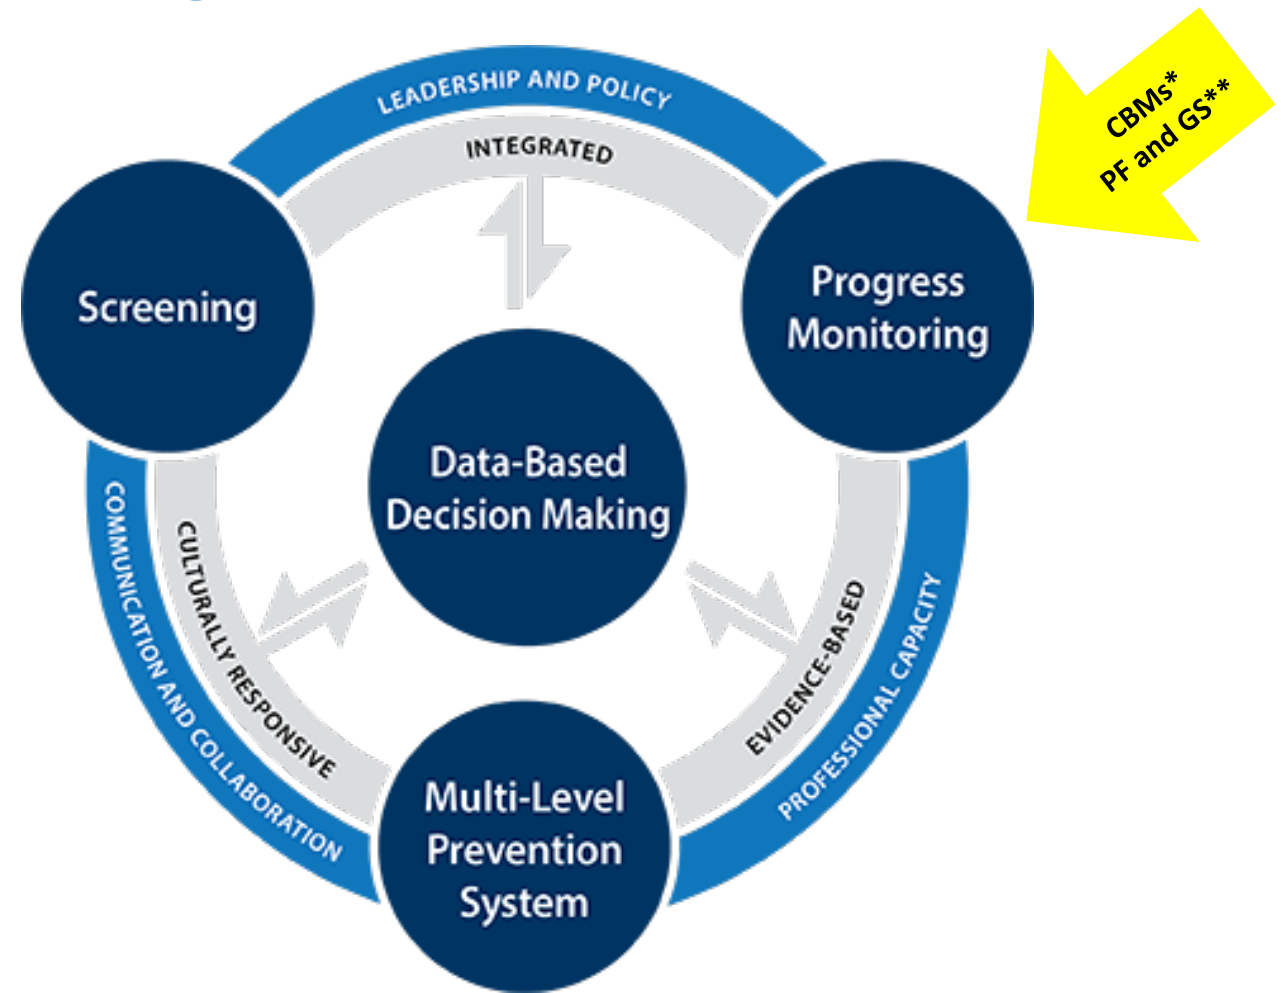 LEADERSHIP AND POLICY
INTEGRATED
CBMs*
PF and GS**
Screening
Progress
Monitoring
Data-Based
Decision Making
COMMUNICATION AND COLLABORATION
CULTURALLY RESPONSIVE
EVIDENCE-BASED
PROFESSIONAL CAPACITY
Multi-Level
Prevention
System